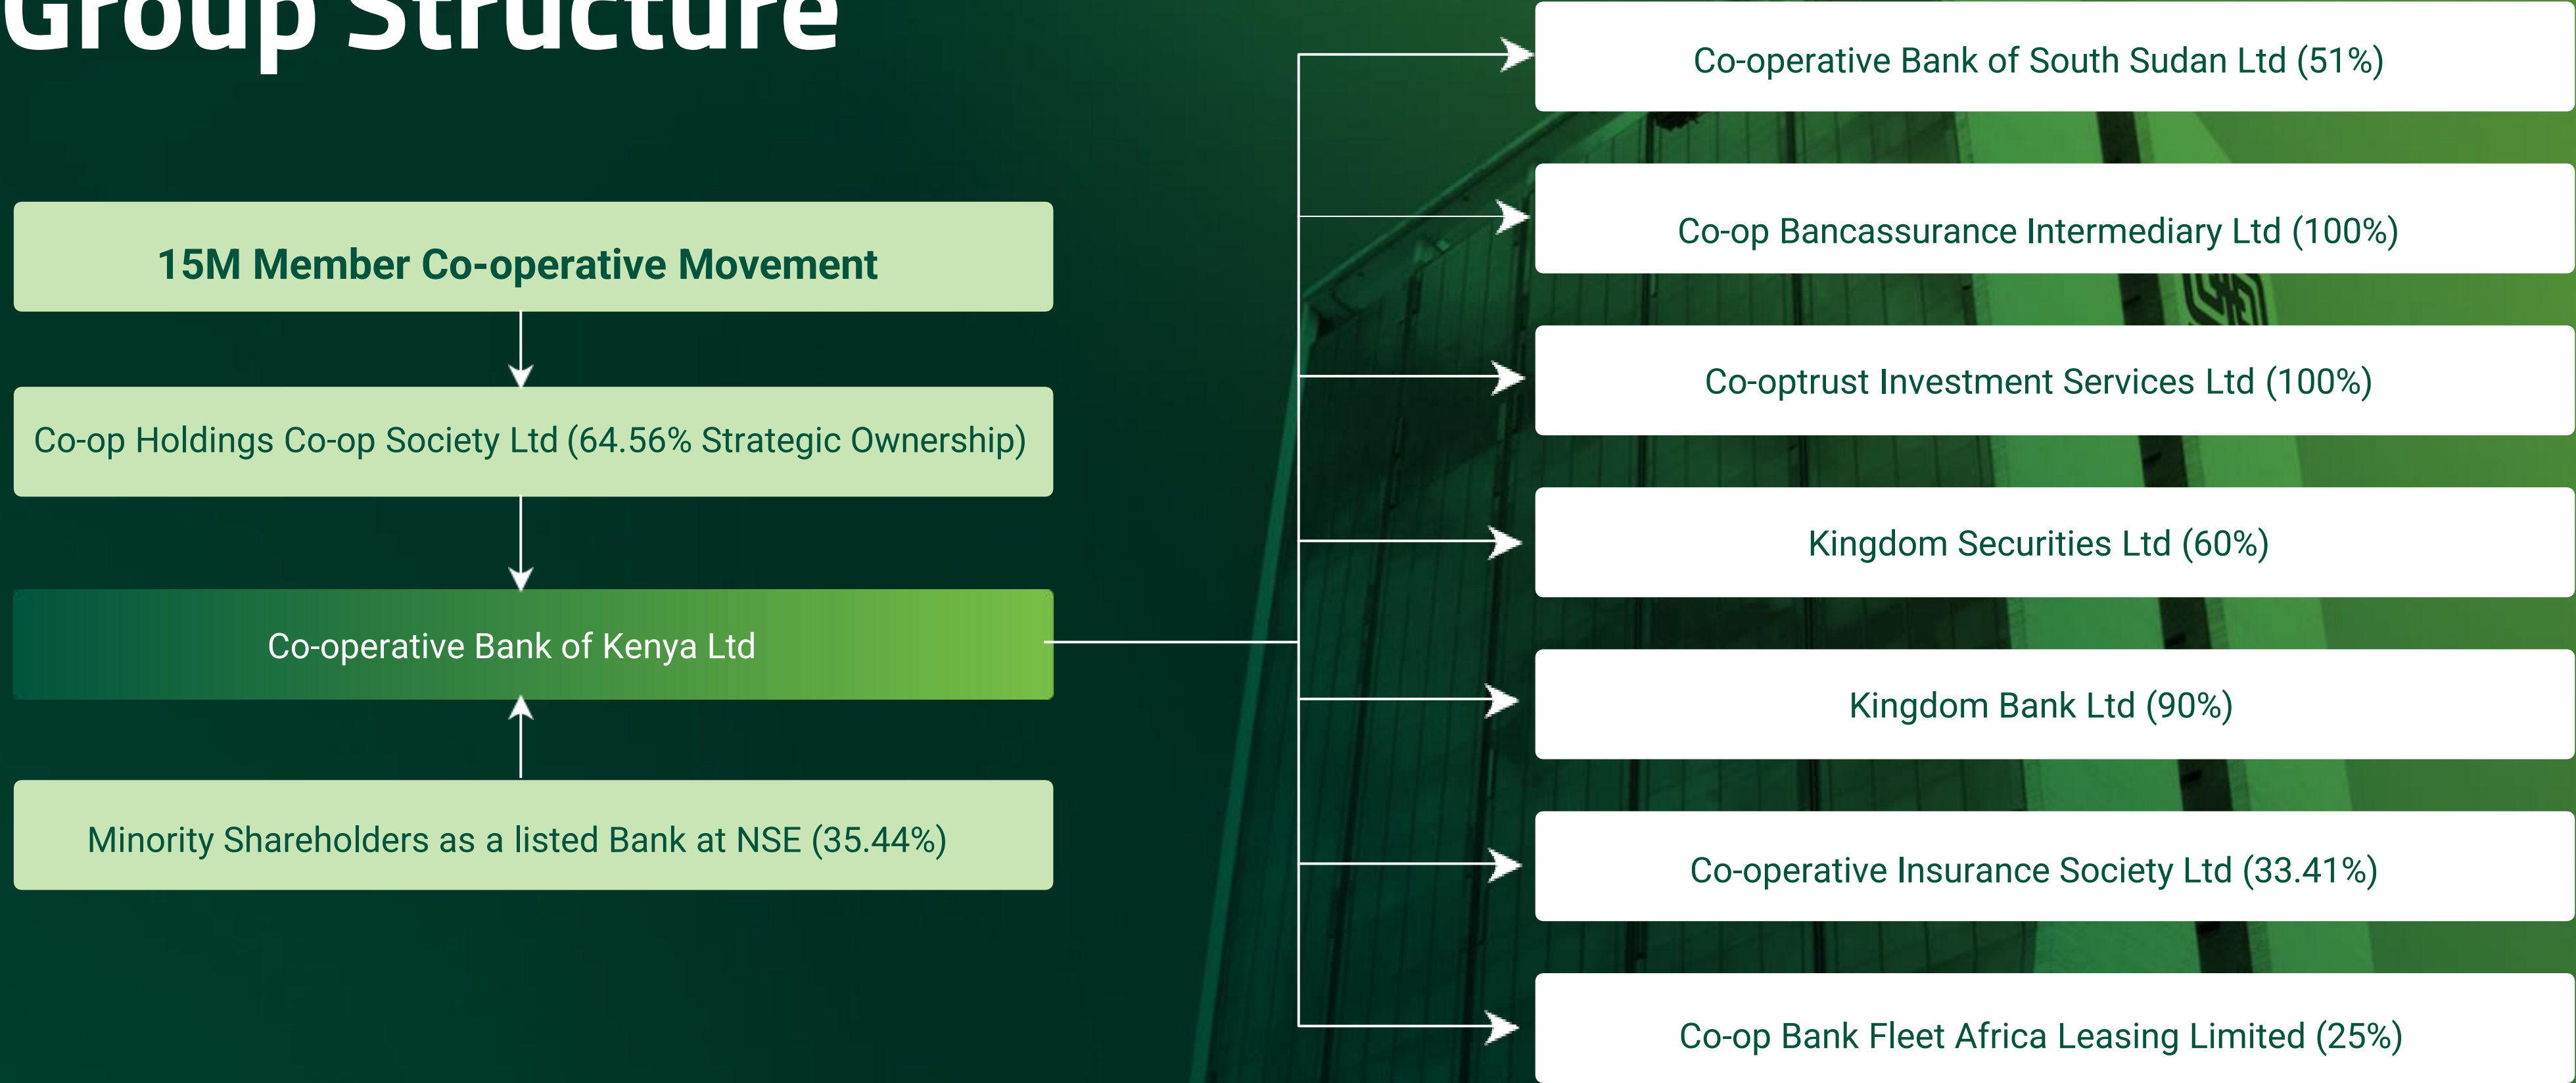 Group Structure
15M Member Co-operative Movement
Co-op Holdings Co-op Society Ltd (64.56% Strategic Ownership)
Co-operative Bank of Kenya Ltd
Minority Shareholders as a listed Bank at NSE (35.44%)
Co-operative Bank of South Sudan Ltd (51%)
Co-op Bancassurance Intermediary Ltd (100%)
Co-optrust Investment Services Ltd (100%)
Kingdom Securities Ltd (60%)
Kingdom Bank Ltd (90%)
Co-operative Insurance Society Ltd (33.41%)
Co-op Bank Fleet Africa Leasing Limited (25%)